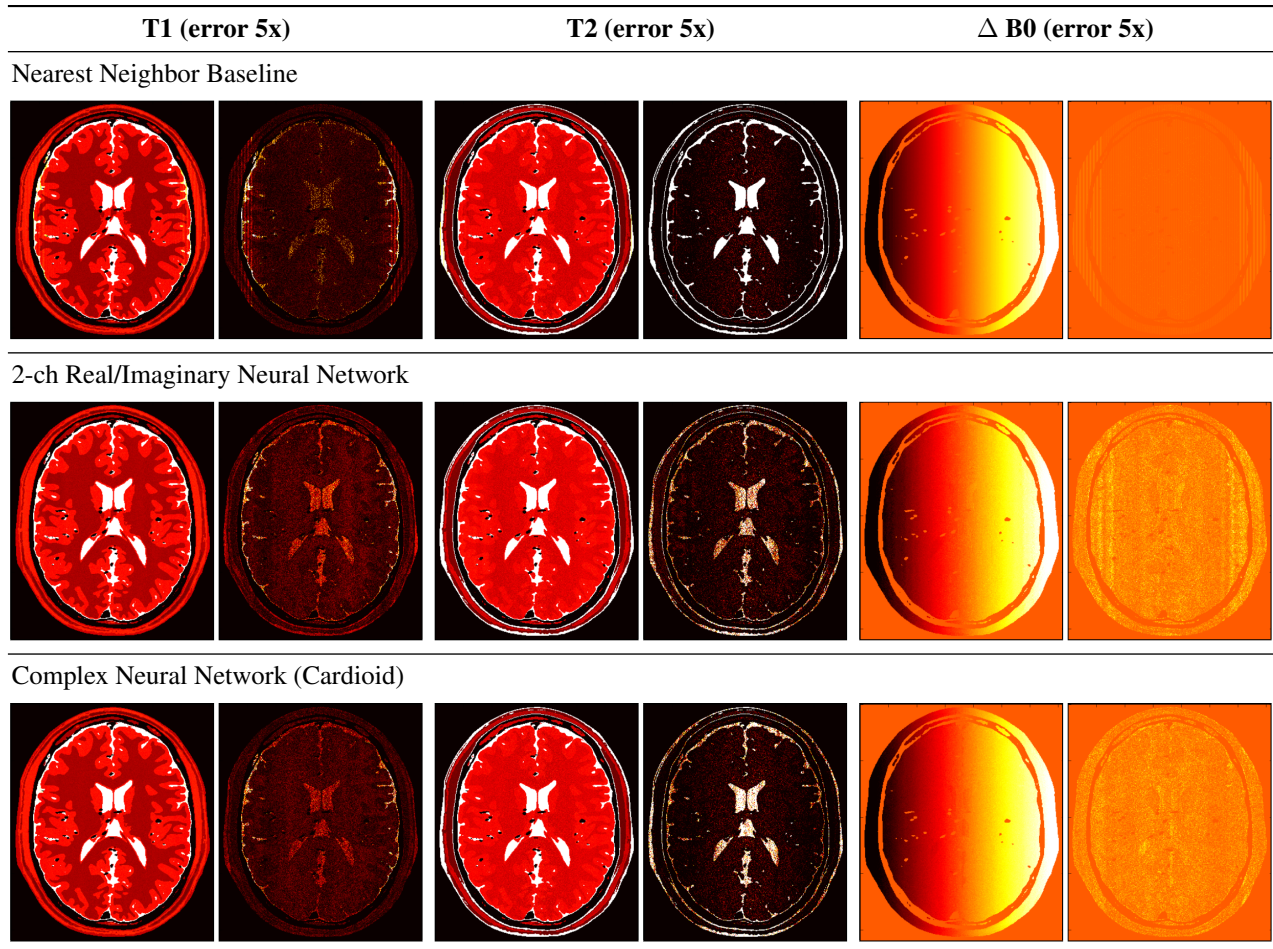 T1 (error 5x) T2 (error 5x) Δ B0 (error 5x)
Nearest Neighbor Baseline
2-ch Real/Imaginary Neural Network
Complex Neural Network (Cardioid)